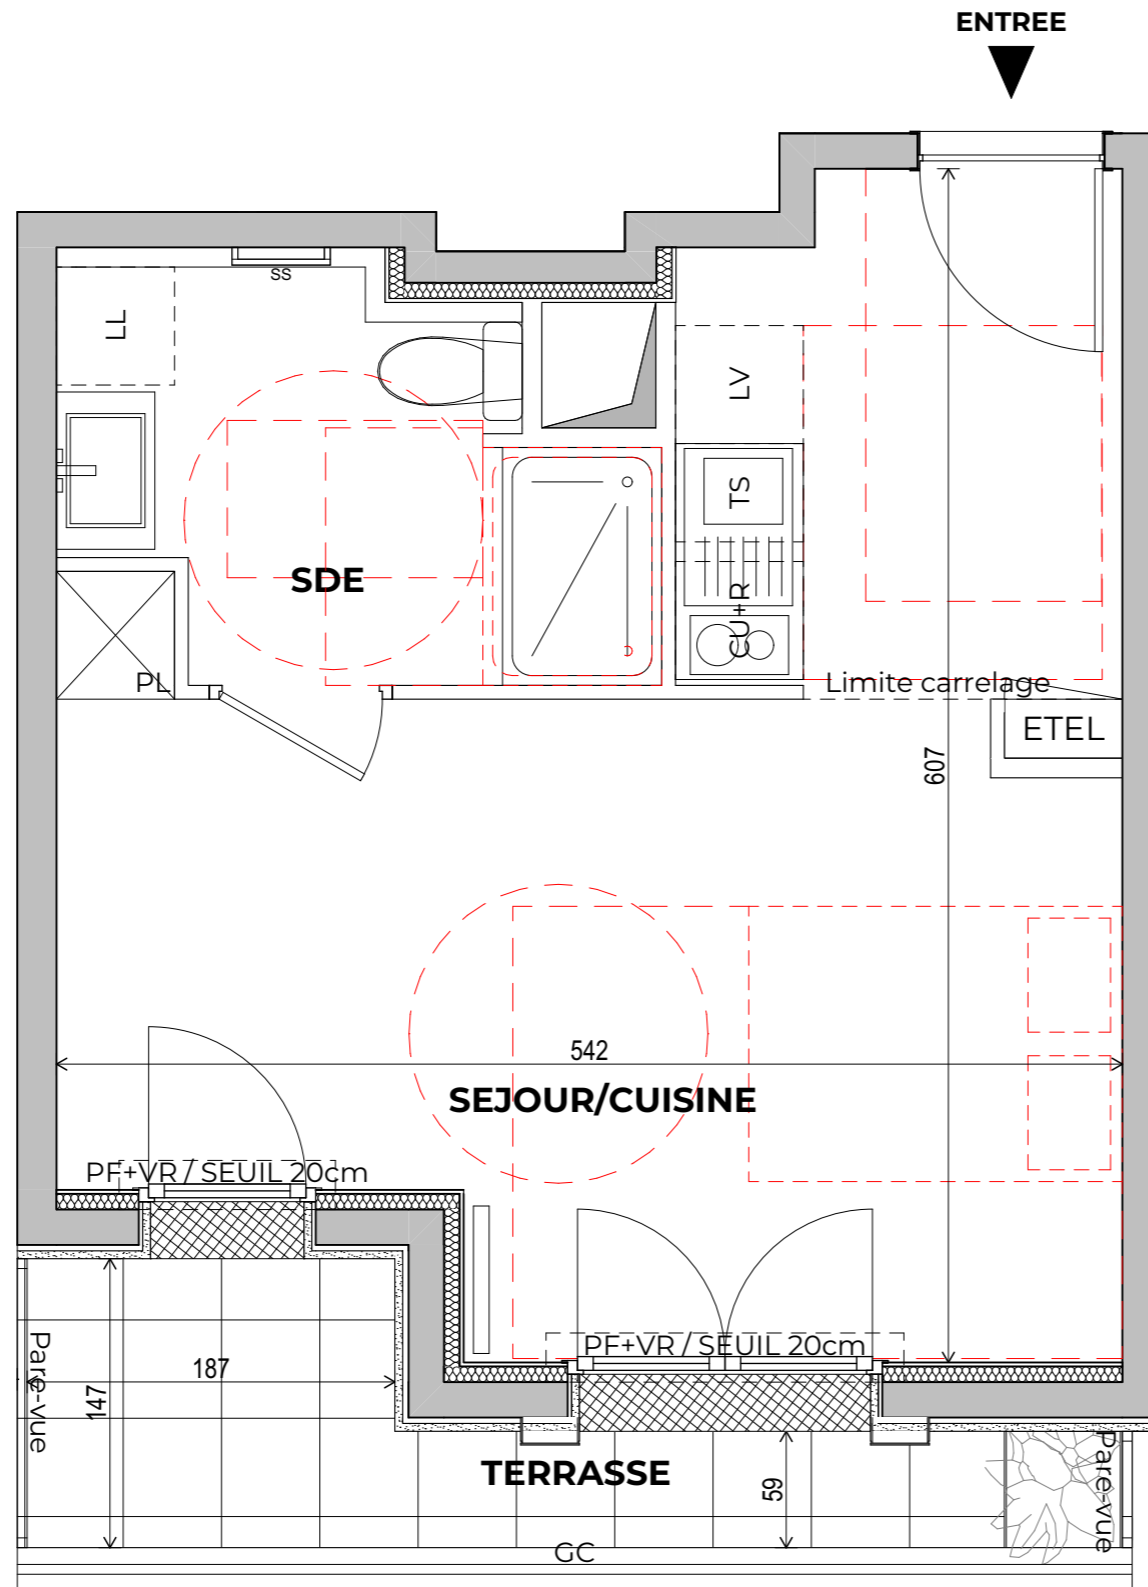 ENTREE
SS
LL
LV
TS
CU+R
SDE
PL
Limite carrelage
ETEL
607
542
SEJOUR/CUISINE
PF+VR / SEUIL 20cm
PF+VR / SEUIL 20cm
Pare-vue
187
147
TERRASSE
59
Pare-vue
GC